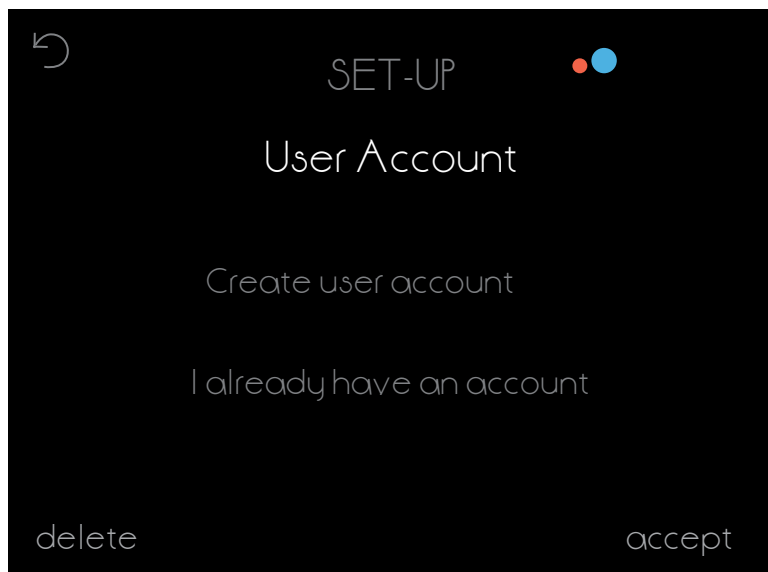 SET-UP
User Account
Create user account
I already have an account
delete
accept